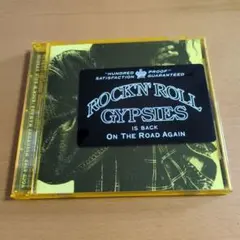 "HUNDRED PROOF"
SATISFACTION GUARANTEED
ROCK'N' ROLL
GYPSIES
IS BACK
ON THE ROAD AGAIN